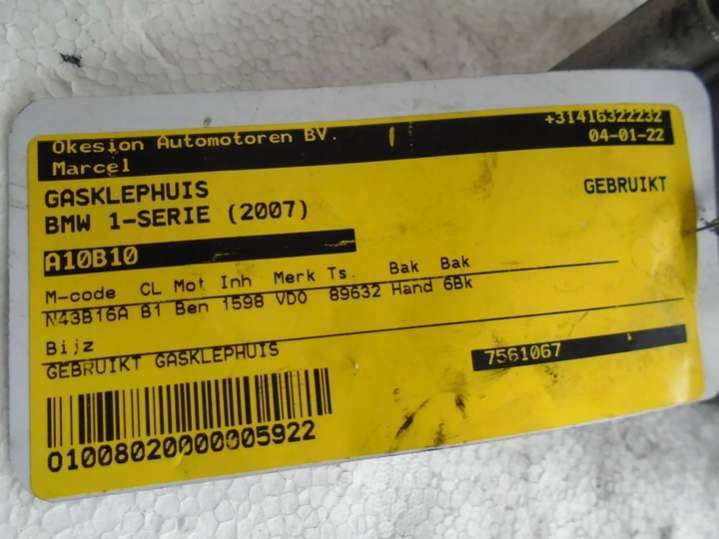 Okesion Automotoren BV. +31416322232
Marcel 04-01-22
GASKLEPHUIS GEBRUIKT
BMW 1-SERIE (2007)
A10B10
M-code CL Mot Inh Merk Ts. Bak Bak
N43B16A B1 Ben 1598 VDO 89632 Hand 6Bk
Bijz
GEBRUIKT GASKLEPHUIS 7561067
01008020000005922